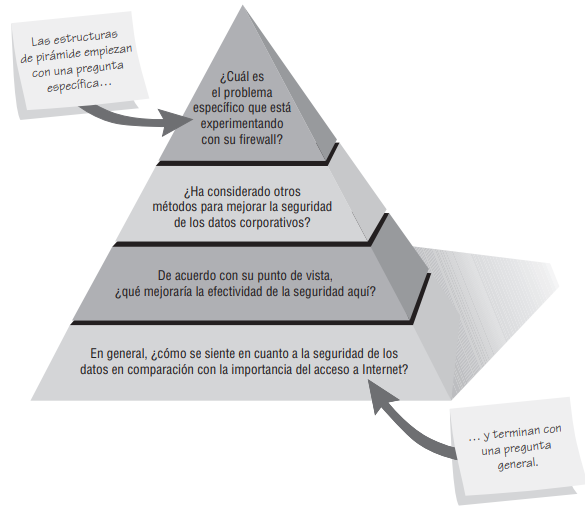 Las estructuras
de pirámide empiezan
con una pregunta
específica…
¿Cuál es
el problema
específico que está
experimentando
con su firewall?
¿Ha considerado otros
métodos para mejorar la seguridad
de los datos corporativos?
De acuerdo con su punto de vista,
¿qué mejoraría la efectividad de la seguridad aquí?
En general, ¿cómo se siente en cuanto a la seguridad de los
datos en comparación con la importancia del acceso a Internet?
… y terminan con
una pregunta
general.